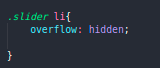 .slider li{
    overflow: hidden;
}